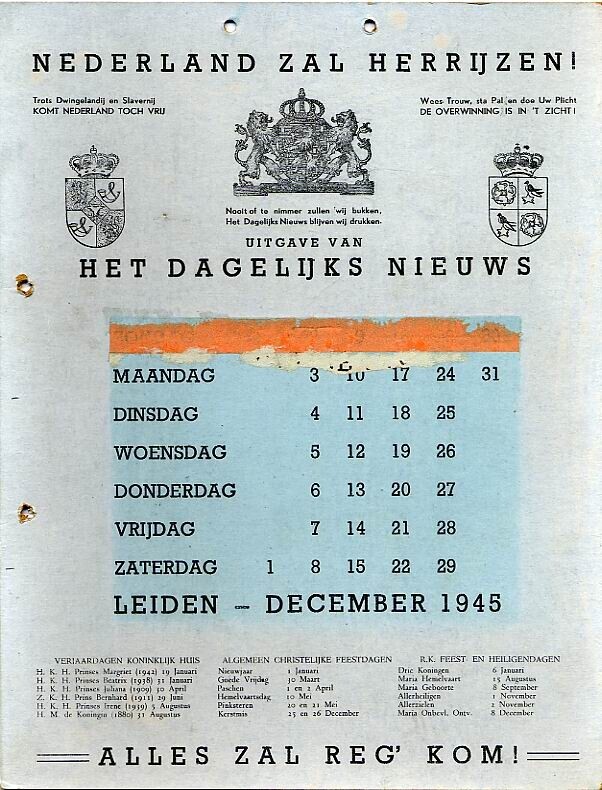 NEDERLAND ZAL HERRIJZEN!
Trots Dwingelandij en Slavernij
KOMT NEDERLAND TOCH VRIJ
Wees Trouw, sta Pal en doe Uw Plicht
DE OVERWINNING IS IN 'T ZICHT!
Nooit of te nimmer zullen wij bukken,
Het Dagelijks Nieuws blijven wij drukken.
UITGAVE VAN
HET DAGELIJKS NIEUWS
MAANDAG 3 10 17 24 31
DINSDAG 4 11 18 25
WOENSDAG 5 12 19 26
DONDERDAG 6 13 20 27
VRIJDAG 7 14 21 28
ZATERDAG 1 8 15 22 29
LEIDEN — DECEMBER 1945
VERJAARDAGEN KONINKLIJK HUIS
H. K. H. Prinses Margriet (1942) 19 Januari
H. K. H. Prinses Beatrix (1938) 31 Januari
H. K. H. Prinses Juliana (1909) 30 April
Z. K. H. Prins Bernhard (1911) 29 Juni
H. K. H. Prinses Irene (1939) 5 Augustus
H. M. de Koningin (1880) 31 Augustus
ALGEMEEN CHRISTELIJKE FEESTDAGEN
Nieuwjaar 1 Januari
Goede Vrijdag 30 Maart
Paschen 1 en 2 April
Hemelvaartsdag 10 Mei
Pinksteren 20 en 21 Mei
Kerstmis 25 en 26 December
R.K. FEEST- EN HEILIGENDAGEN
Drie Koningen 6 Januari
Maria Hemelvaart 15 Augustus
Maria Geboorte 8 September
Allerheiligen 1 November
Allerzielen 2 November
Maria Onbevl. Ontv. 8 December
ALLES ZAL REG' KOM!